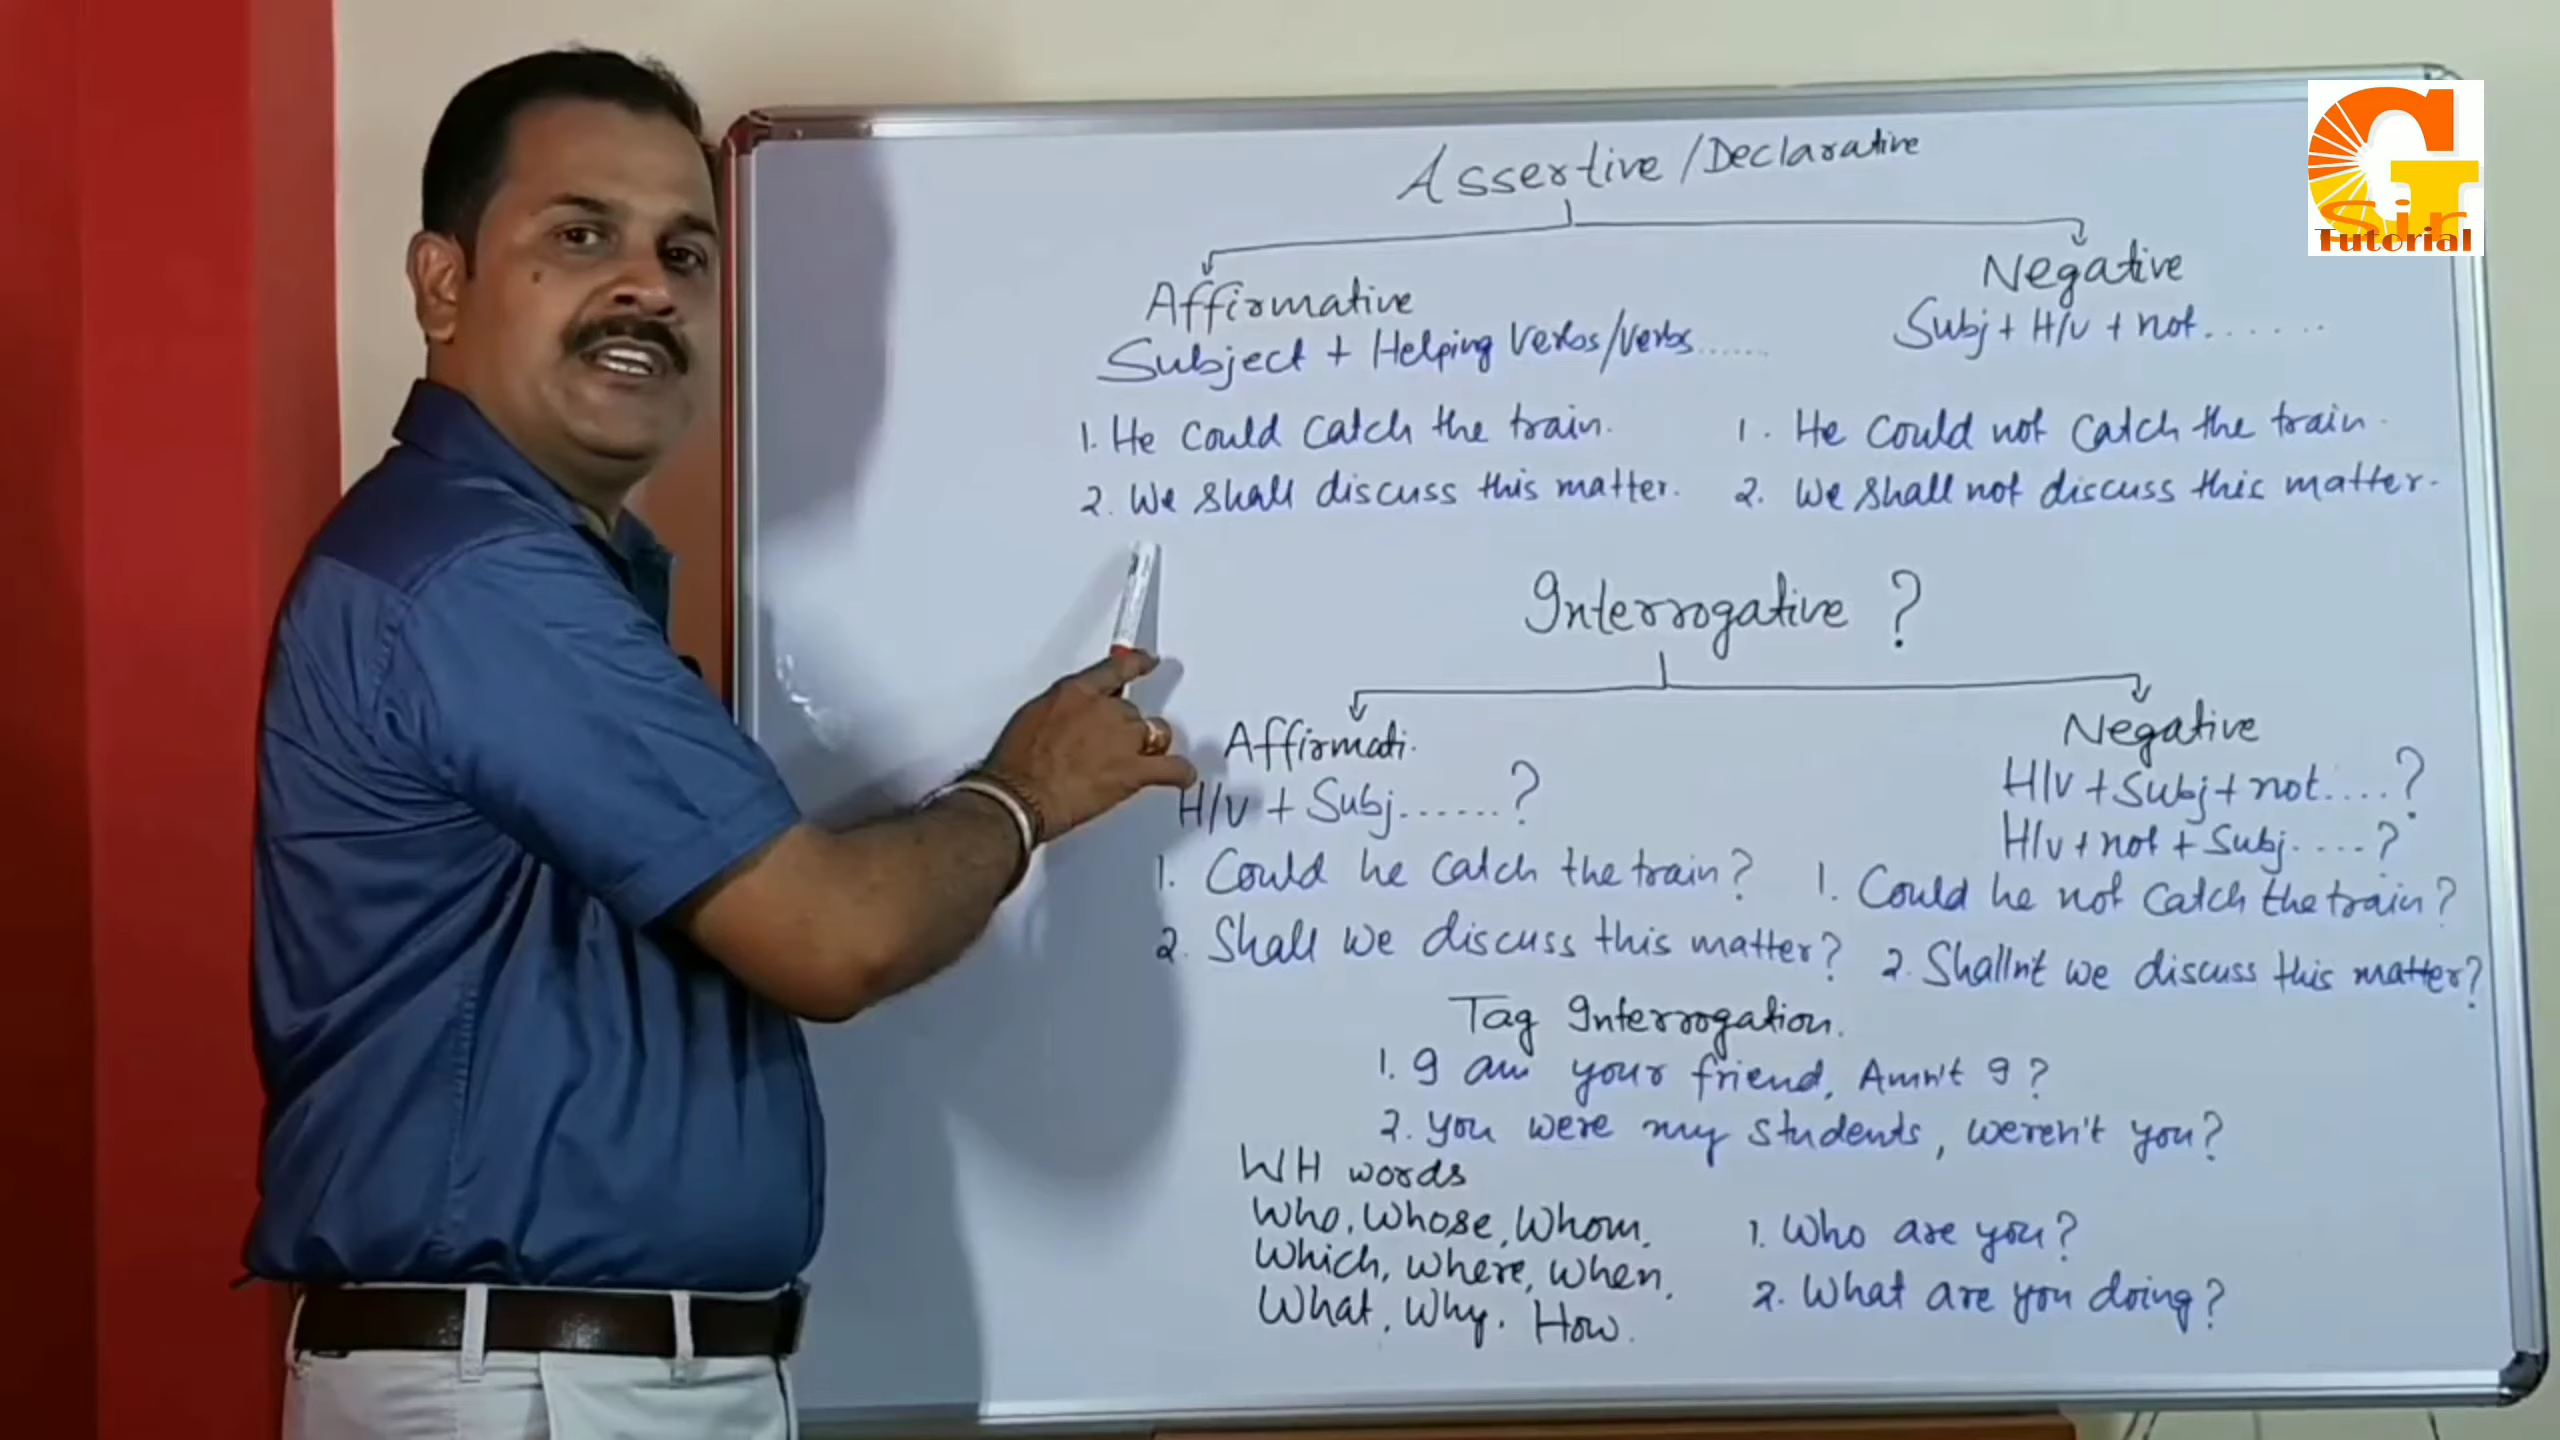 Assertive/Declarative
Affirmative
Subject + Helping Verbs/Verbs......
1. He could catch the train.
2. We shall discuss this matter.
Negative
Subj + H/v + not.......
1. He could not catch the train.
2. We shall not discuss this matter.
Interrogative ?
Affirmati.
H/v + Subj.......?
1. Could he catch the train?
2. Shall we discuss this matter?
Negative
H/v + Subj + not....?
H/v + not + Subj.....?
1. Could he not catch the train?
2. Shallnt we discuss this matter?
Tag Interrogation.
1. I am your friend, Amn't I?
2. You were my students, weren't you?
WH words
Who, Whose, Whom,
Which, Where, When,
What, Why. How.
1. Who are you?
2. What are you doing?
G T
Sir
Tutorial